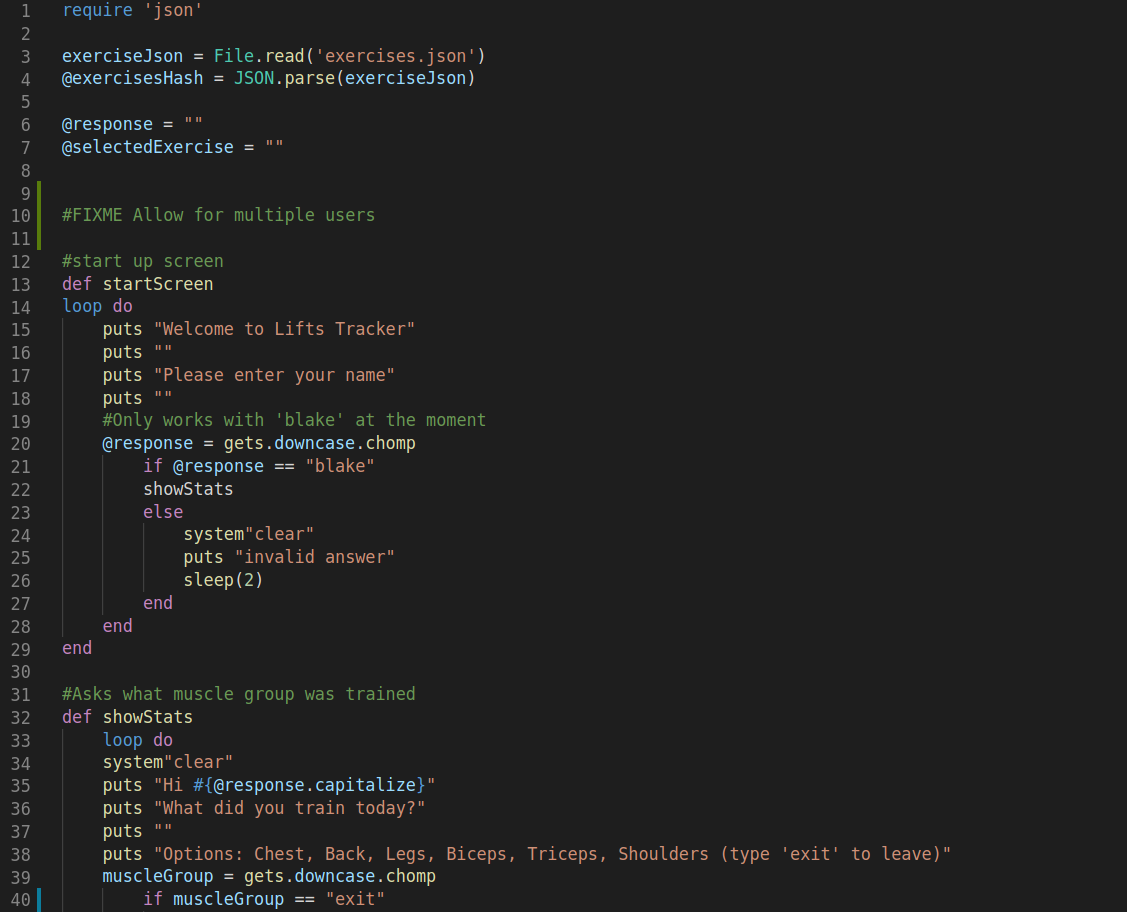 1 require 'json'
2
3 exerciseJson = File.read('exercises.json')
4 @exercisesHash = JSON.parse(exerciseJson)
5
6 @response = ""
7 @selectedExercise = ""
8
9
10 #FIXME Allow for multiple users
11
12 #start up screen
13 def startScreen
14 loop do
15     puts "Welcome to Lifts Tracker"
16     puts ""
17     puts "Please enter your name"
18     puts ""
19     #Only works with 'blake' at the moment
20     @response = gets.downcase.chomp
21         if @response == "blake"
22         showStats
23         else
24             system"clear"
25             puts "invalid answer"
26             sleep(2)
27         end
28     end
29 end
30
31 #Asks what muscle group was trained
32 def showStats
33     loop do
34     system"clear"
35     puts "Hi #{@response.capitalize}"
36     puts "What did you train today?"
37     puts ""
38     puts "Options: Chest, Back, Legs, Biceps, Triceps, Shoulders (type 'exit' to leave)"
39     muscleGroup = gets.downcase.chomp
40         if muscleGroup == "exit"